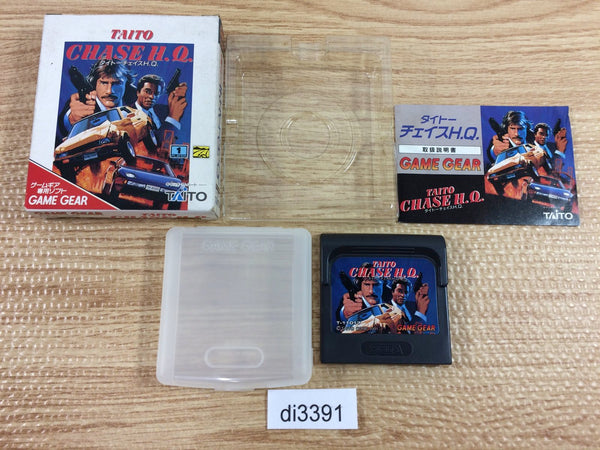 TAITO
CHASE H.Q.
タイトーチェイスH.Q.
1
ゲームギア
専用ソフト
GAME GEAR
TAITO
タイトー
チェイスH.Q.
取扱説明書
GAME GEAR
TAITO
CHASE H.Q.
タイトーチェイスH.Q.
TAITO
GAME GEAR
TAITO
CHASE H.Q.
GAME GEAR
di3391